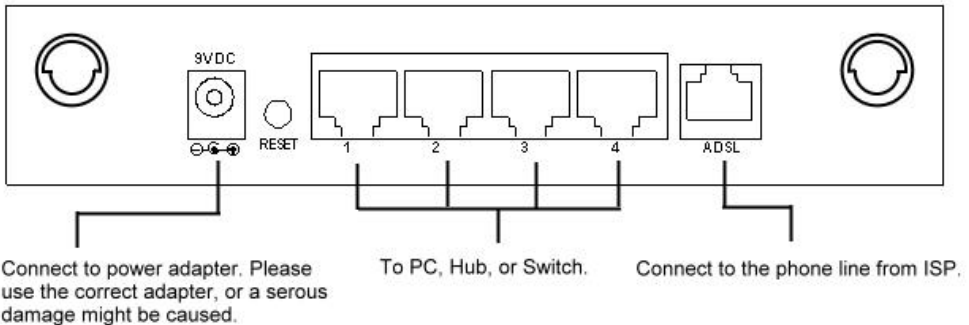 9VDC
RESET
1
2
3
4
ADSL
Connect to power adapter. Please
use the correct adapter, or a serous
damage might be caused.
To PC, Hub, or Switch.
Connect to the phone line from ISP.